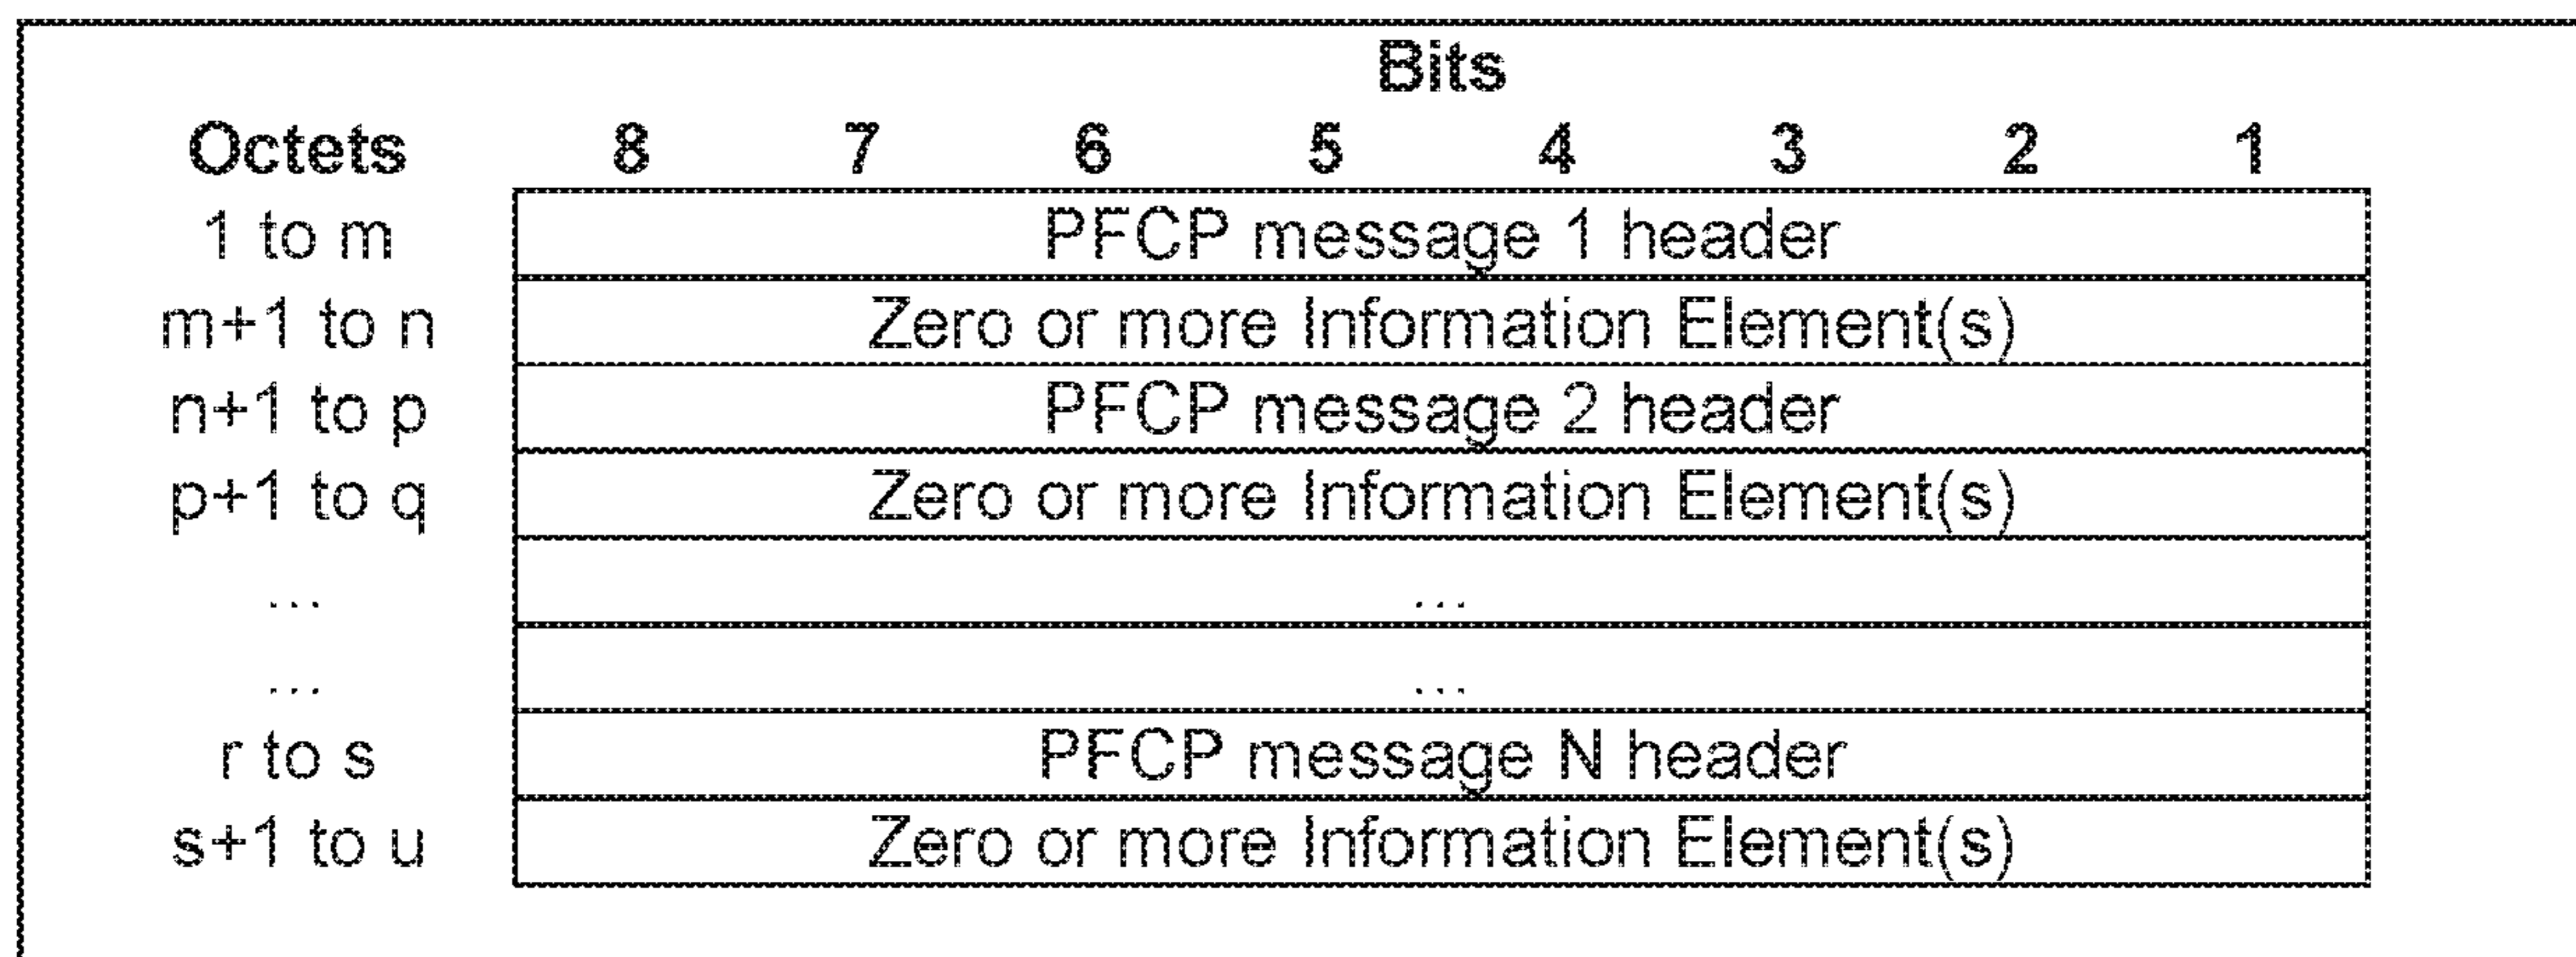 Bits
Octets 8 7 6 5 4 3 2 1
1 to m PFCP message 1 header
m+1 to n Zero or more Information Element(s)
n+1 to p PFCP message 2 header
p+1 to q Zero or more Information Element(s)
... ...
... ...
r to s PFCP message N header
s+1 to u Zero or more Information Element(s)